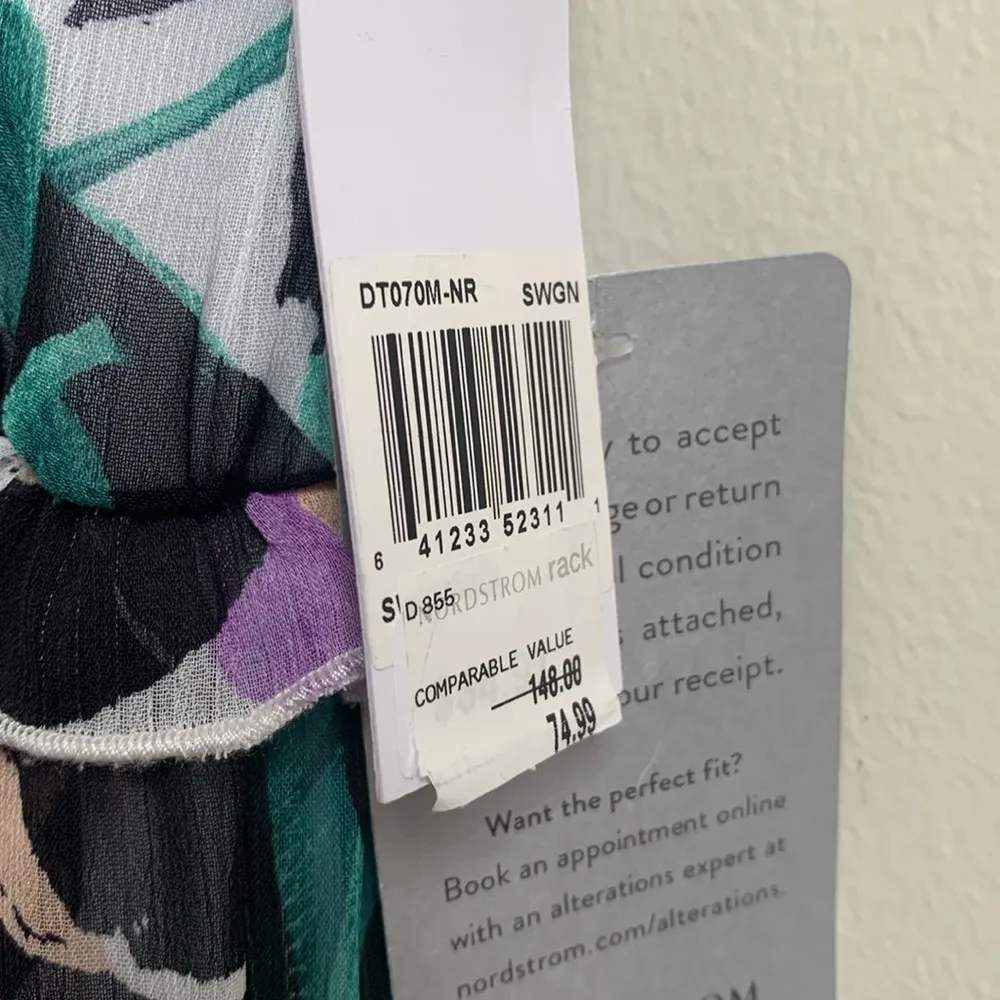 DT070M-NR SWGN
6 41233 52311 1
D 855
NORDSTROM rack
COMPARABLE VALUE
148.00
74.99
to accept
or return
condition
attached,
receipt.
Want the perfect fit?
Book an appointment online
with an alterations expert at
nordstrom.com/alterations.